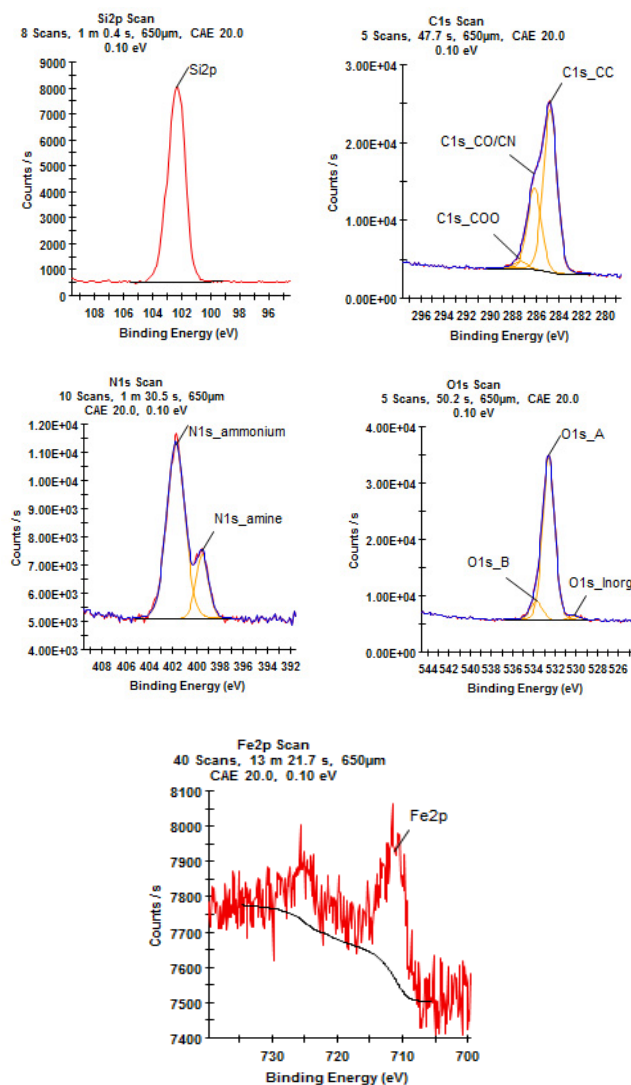 Si2p Scan
8 Scans, 1 m 0.4 s, 650µm, CAE 20.0
0.10 eV
Si2p
9000
8000
7000
6000
5000
4000
3000
2000
1000
0
Counts / s
108 106 104 102 100 98 96
Binding Energy (eV)
C1s Scan
5 Scans, 47.7 s, 650µm, CAE 20.0
0.10 eV
3.00E+04
2.00E+04
1.00E+04
0.00E+00
Counts / s
C1s_CC
C1s_CO/CN
C1s_COO
296 294 292 290 288 286 284 282 280
Binding Energy (eV)
N1s Scan
10 Scans, 1 m 30.5 s, 650µm
CAE 20.0, 0.10 eV
1.20E+04
1.10E+04
1.00E+04
9.00E+03
8.00E+03
7.00E+03
6.00E+03
5.00E+03
4.00E+03
Counts / s
N1s_ammonium
N1s_amine
408 406 404 402 400 398 396 394 392
Binding Energy (eV)
O1s Scan
5 Scans, 50.2 s, 650µm, CAE 20.0
0.10 eV
4.00E+04
3.00E+04
2.00E+04
1.00E+04
0.00E+00
Counts / s
O1s_A
O1s_B
O1s_Inorg
544 542 540 538 536 534 532 530 528 526
Binding Energy (eV)
Fe2p Scan
40 Scans, 13 m 21.7 s, 650µm
CAE 20.0, 0.10 eV
8100
8000
7900
7800
7700
7600
7500
7400
Counts / s
Fe2p
730 720 710 700
Binding Energy (eV)